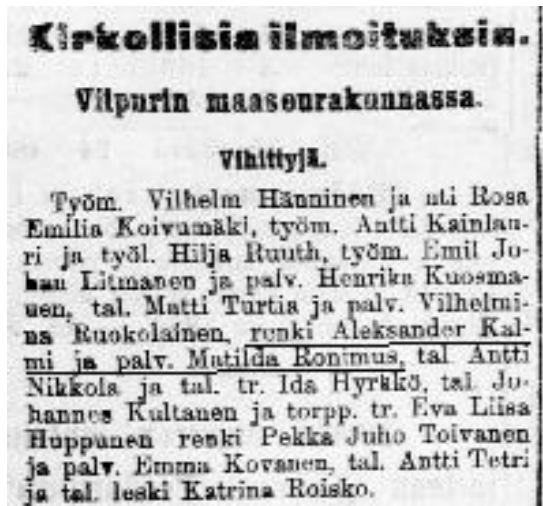 Kirkollisia ilmoituksia.
Viipurin maaseurakunnassa.
Vihittyjä.
Työm. Vilhelm Hänninen ja nti Rosa
Emilia Koivumäki, työm. Antti Kainlau-
ri ja työl. Hilja Ruuth, työm. Emil Ju-
han Litmanen ja palv. Henrika Kuosma-
nen, tal. Matti Turtia ja palv. Vilhelmi-
na Ruokolainen, renki Aleksander Kal-
mi ja palv. Matilda Ronimus, tal. Antti
Nikkola ja tal. tr. Ida Hyrkkö, tal. Jo-
hannes Kultanen ja torpp. tr. Eva Liisa
Huppunen renki Pekka Juho Toivanen
ja palv. Emma Kovanen, tal. Antti Tetri
ja tal. leski Katrina Roisko.